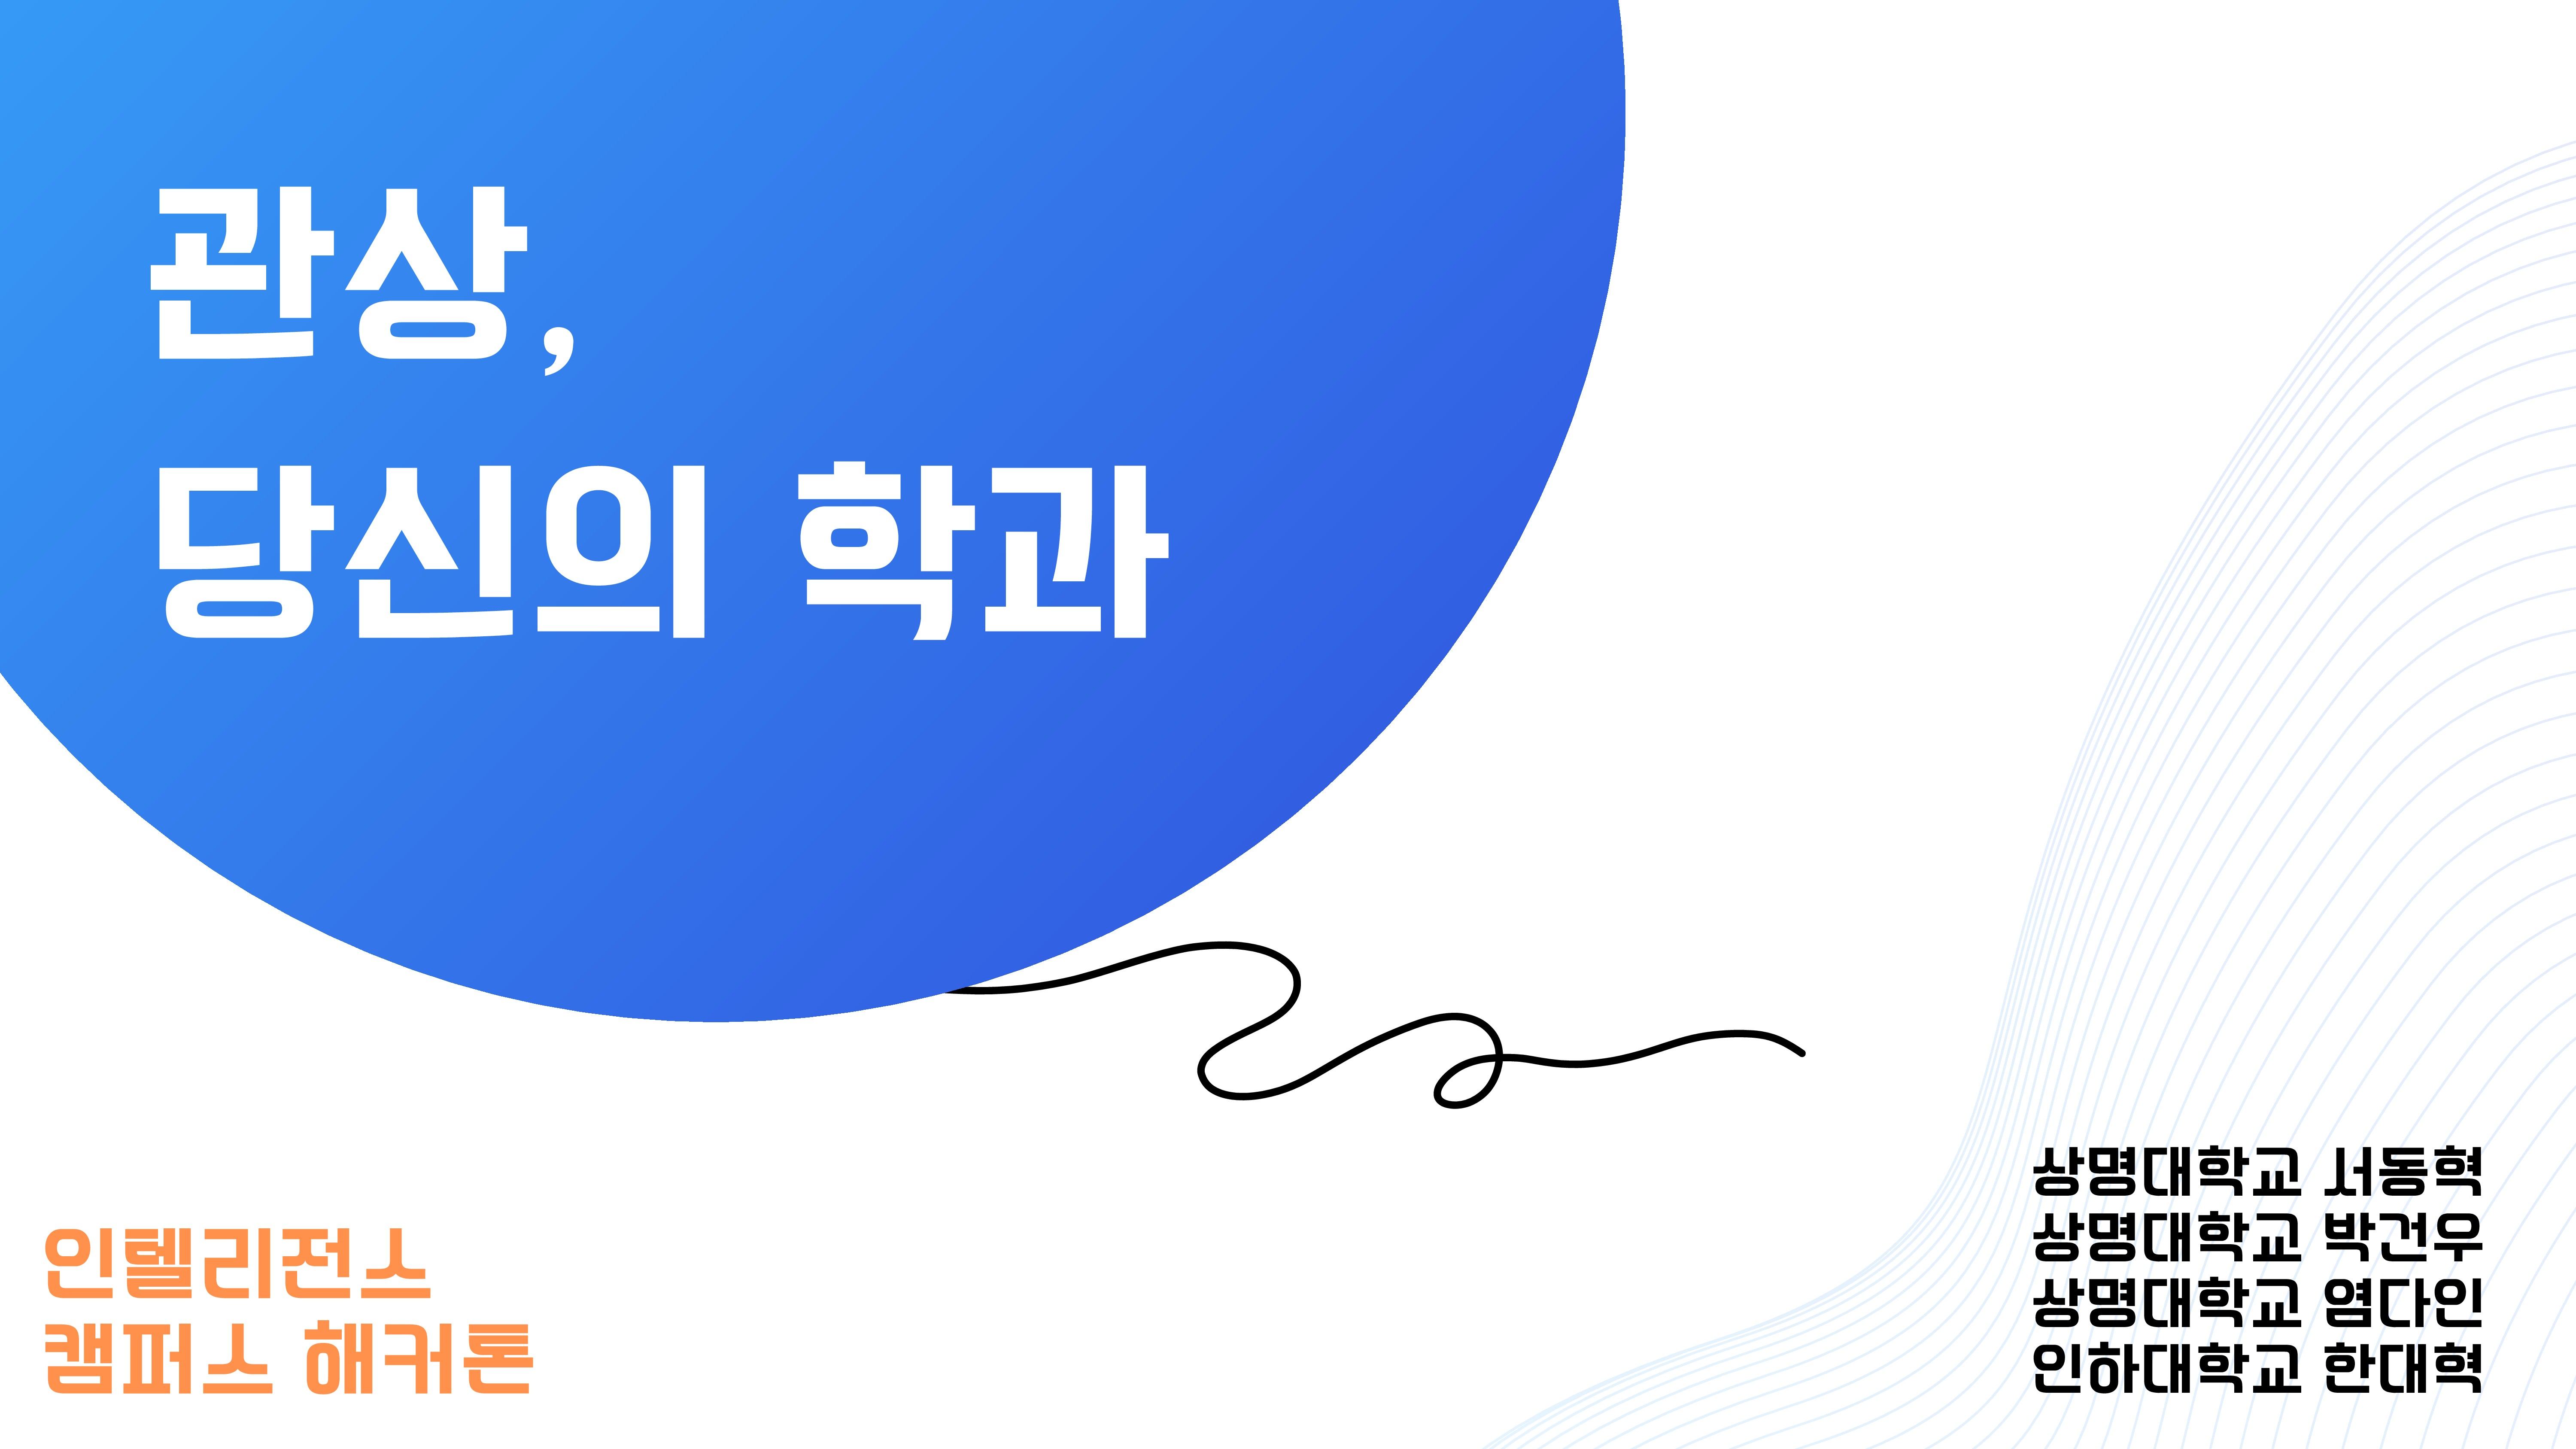 관상,
당신의 학과
인텔리전스
캠퍼스 해커톤
상명대학교 서동혁
상명대학교 박건우
상명대학교 염다인
인하대학교 한대혁